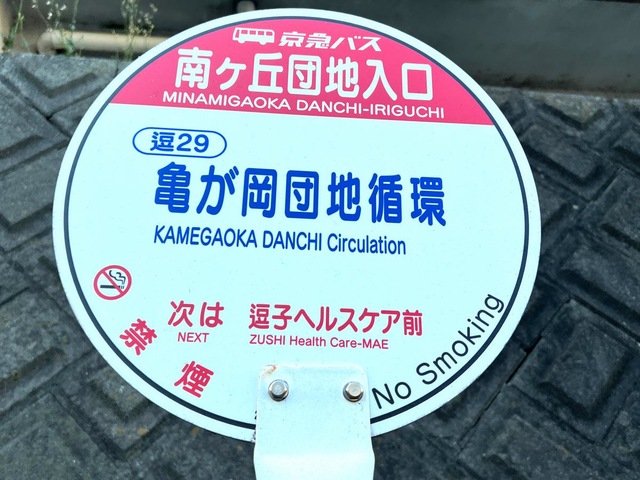 京急バス
南ヶ丘団地入口
MINAMIGAOKA DANCHI-IRIGUCHI
逗29
亀が岡団地循環
KAMEGAOKA DANCHI Circulation
次は 逗子ヘルスケア前
NEXT ZUSHI Health Care-MAE
禁煙
No Smoking